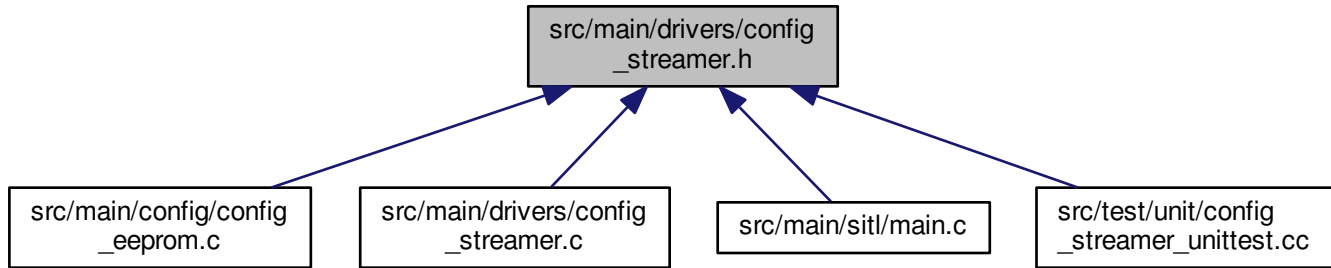 src/main/drivers/config
_streamer.h
src/main/config/config
_eeprom.c
src/main/drivers/config
_streamer.c
src/main/sitl/main.c
src/test/unit/config
_streamer_unittest.cc